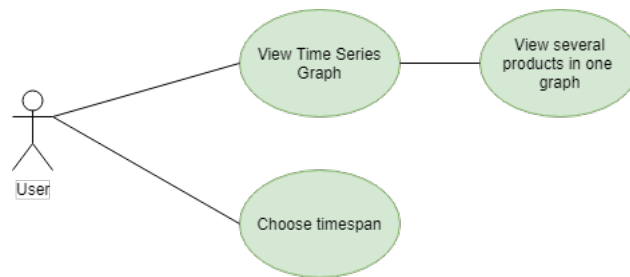 View Time Series
Graph
View several
products in one
graph
User
Choose timespan